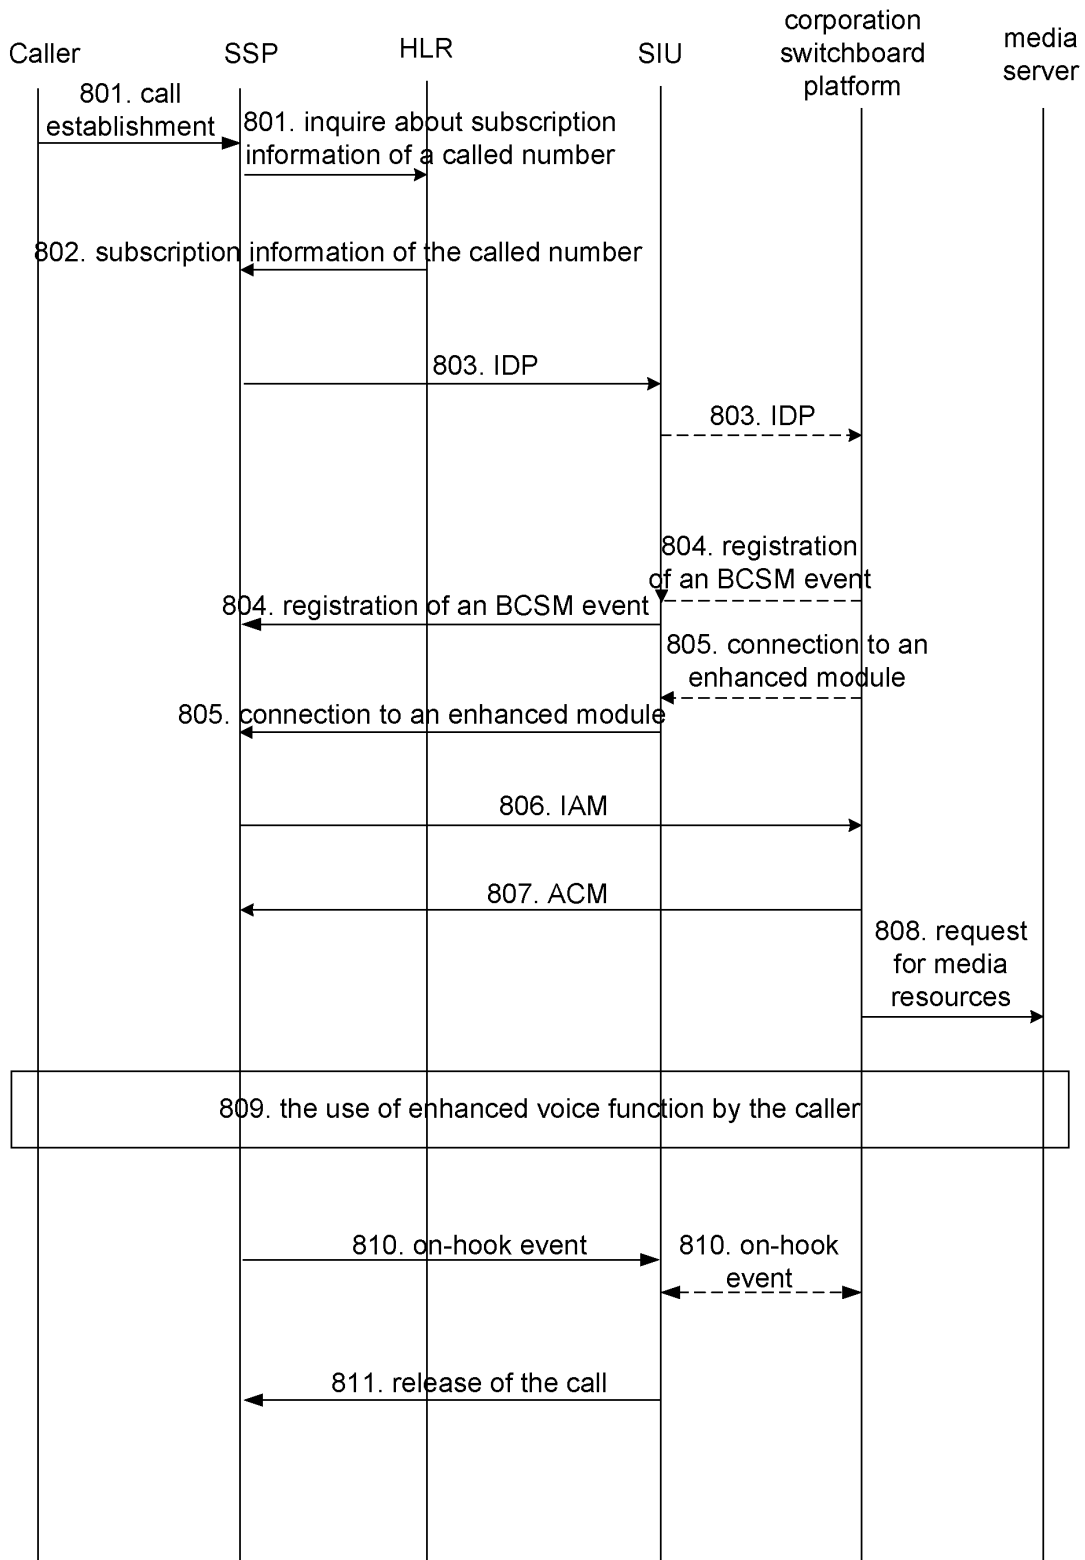 Caller
SSP
HLR
SIU
corporation
switchboard
platform
media
server
801. call
establishment
801. inquire about subscription
information of a called number
802. subscription information of the called number
803. IDP
803. IDP
804. registration
of an BCSM event
804. registration of an BCSM event
805. connection to an
enhanced module
805. connection to an enhanced module
806. IAM
807. ACM
808. request
for media
resources
809. the use of enhanced voice function by the caller
810. on-hook event
810. on-hook
event
811. release of the call